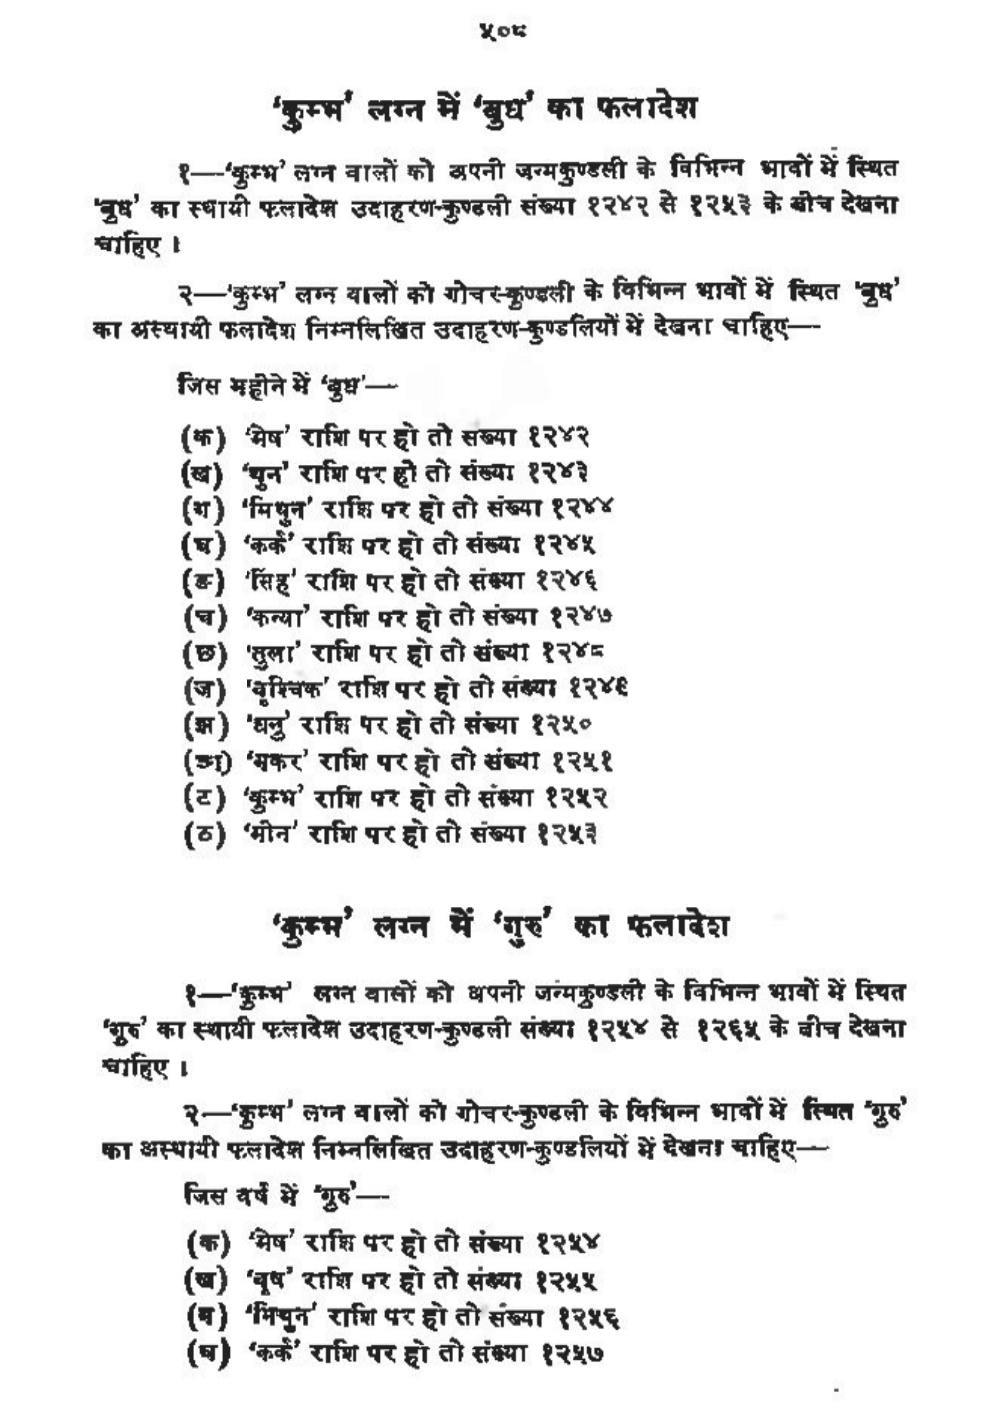 ५०८
‘कुम्भ’ लग्न में ‘बुध’ का फलादेश
१—‘कुम्भ’ लग्न वालों को अपनी जन्मकुण्डली के विभिन्न भावों में स्थित
‘बुध’ का स्थायी फलादेश उदाहरण-कुण्डली संख्या १२४२ से १२५३ के बीच देखना
चाहिए ।
२—‘कुम्भ’ लग्न वालों को गोचर-कुण्डली के विभिन्न भावों में स्थित ‘बुध’
का अस्थायी फलादेश निम्नलिखित उदाहरण-कुण्डलियों में देखना चाहिए—
जिस महीने में ‘बुध’—
(क) ‘मेष’ राशि पर हो तो संख्या १२४२
(ख) ‘वृष’ राशि पर हो तो संख्या १२४३
(ग) ‘मिथुन’ राशि पर हो तो संख्या १२४४
(घ) ‘कर्क’ राशि पर हो तो संख्या १२४५
(ङ) ‘सिंह’ राशि पर हो तो संख्या १२४६
(च) ‘कन्या’ राशि पर हो तो संख्या १२४७
(छ) ‘तुला’ राशि पर हो तो संख्या १२४८
(ज) ‘वृश्चिक’ राशि पर हो तो संख्या १२४९
(झ) ‘धनु’ राशि पर हो तो संख्या १२५०
(ञ) ‘मकर’ राशि पर हो तो संख्या १२५१
(ट) ‘कुम्भ’ राशि पर हो तो संख्या १२५२
(ठ) ‘मीन’ राशि पर हो तो संख्या १२५३
‘कुम्भ’ लग्न में ‘गुरु’ का फलादेश
१—‘कुम्भ’ लग्न वालों को अपनी जन्मकुण्डली के विभिन्न भावों में स्थित
‘गुरु’ का स्थायी फलादेश उदाहरण-कुण्डली संख्या १२५४ से १२६५ के बीच देखना
चाहिए ।
२—‘कुम्भ’ लग्न वालों को गोचर-कुण्डली के विभिन्न भावों में स्थित ‘गुरु’
का अस्थायी फलादेश निम्नलिखित उदाहरण-कुण्डलियों में देखना चाहिए—
जिस वर्ष में ‘गुरु’—
(क) ‘मेष’ राशि पर हो तो संख्या १२५४
(ख) ‘वृष’ राशि पर हो तो संख्या १२५५
(ग) ‘मिथुन’ राशि पर हो तो संख्या १२५६
(घ) ‘कर्क’ राशि पर हो तो संख्या १२५७